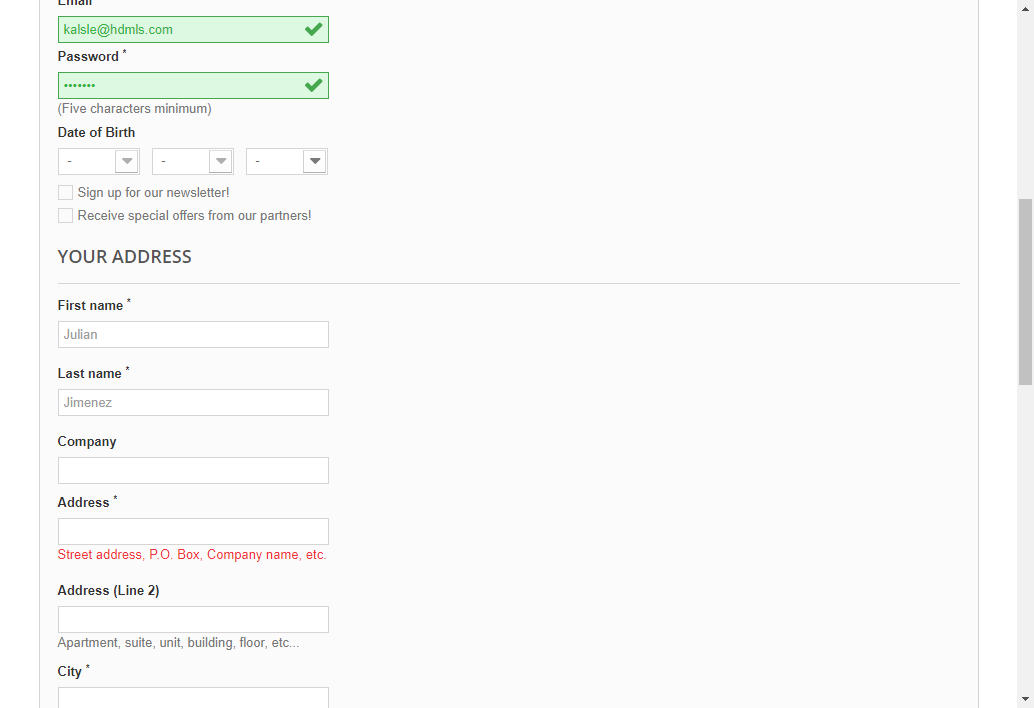 Email
kalsle@hdmls.com
Password *
•••••••
(Five characters minimum)
Date of Birth
- - -
Sign up for our newsletter!
Receive special offers from our partners!
YOUR ADDRESS
First name *
Julian
Last name *
Jimenez
Company
Address *
Street address, P.O. Box, Company name, etc.
Address (Line 2)
Apartment, suite, unit, building, floor, etc...
City *